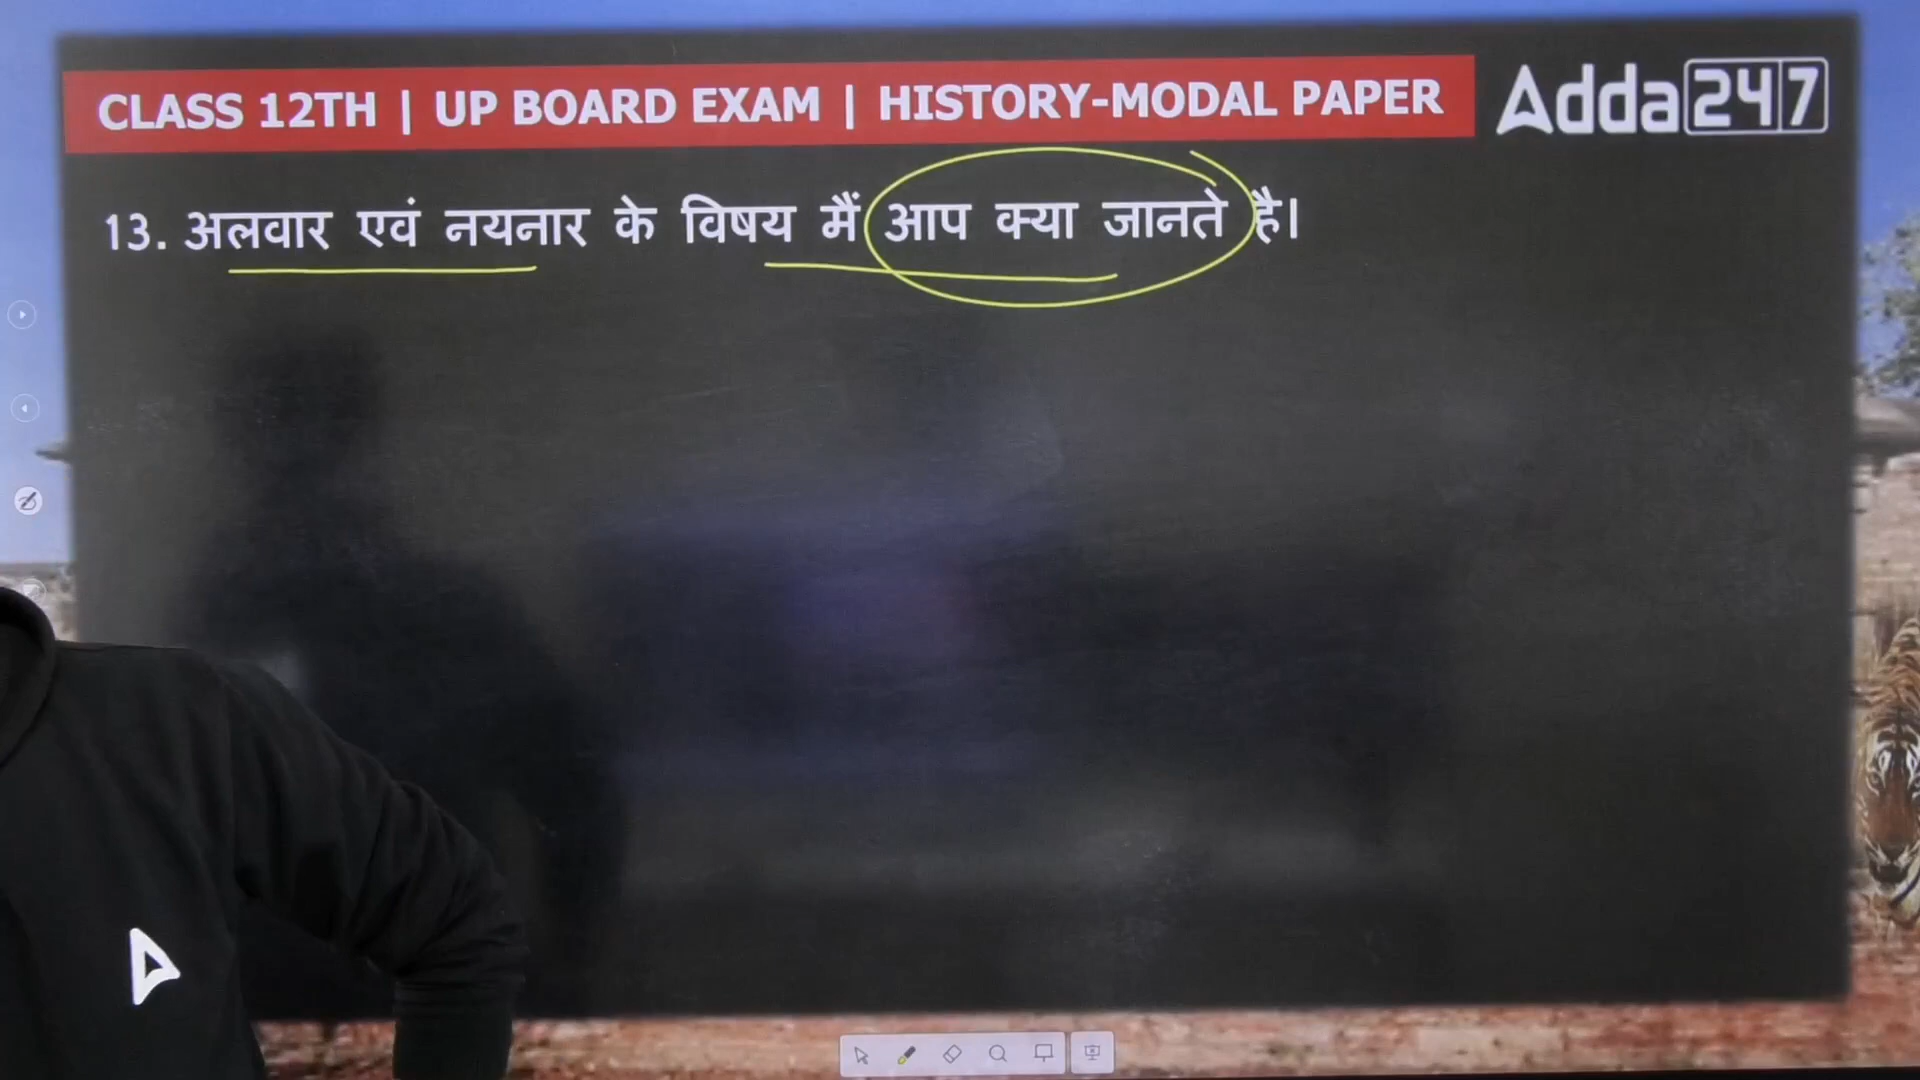 CLASS 12TH | UP BOARD EXAM | HISTORY-MODAL PAPER
Adda247
13. अलवार एवं नयनार के विषय मैं आप क्या जानते है।